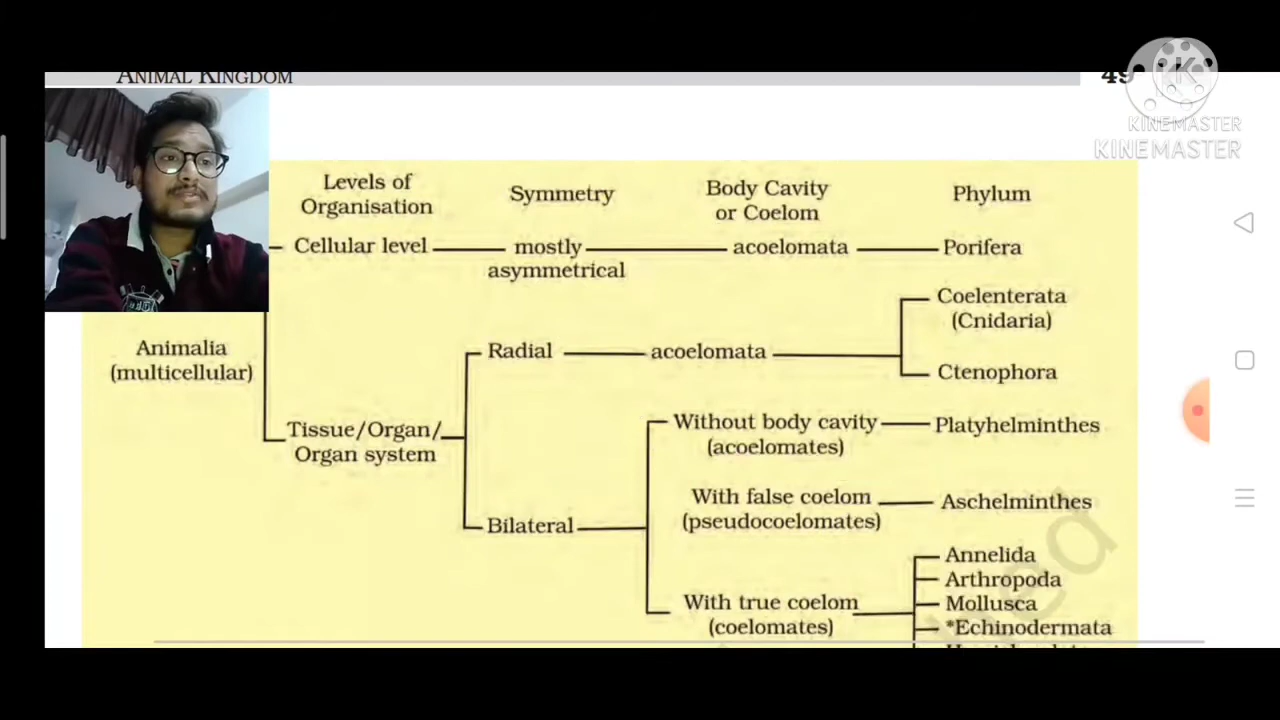 ANIMAL KINGDOM
49
KINEMASTER
KINEMASTER
Levels of
Organisation
Symmetry
Body Cavity
or Coelom
Phylum
Cellular level
mostly
asymmetrical
acoelomata
Porifera
Coelenterata
(Cnidaria)
Animalia
(multicellular)
Radial
acoelomata
Ctenophora
Tissue/Organ/
Organ system
Without body cavity
(acoelomates)
Platyhelminthes
With false coelom
(pseudocoelomates)
Aschelminthes
Bilateral
Annelida
Arthropoda
With true coelom
(coelomates)
Mollusca
*Echinodermata